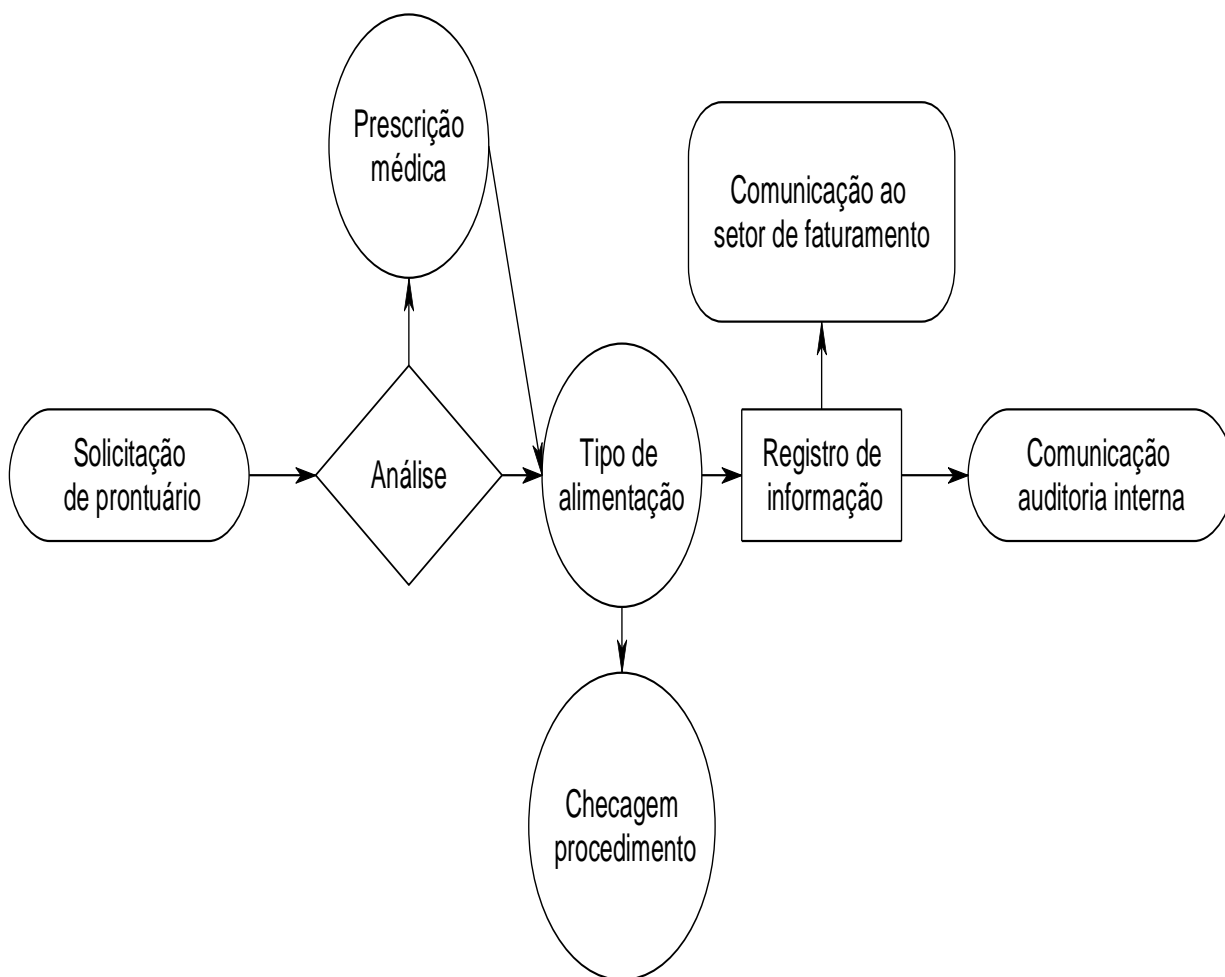 Prescrição
médica
Comunicação ao
setor de faturamento
Solicitação
de prontuário
Análise
Tipo de
alimentação
Registro de
informação
Comunicação
auditoria interna
Checagem
procedimento